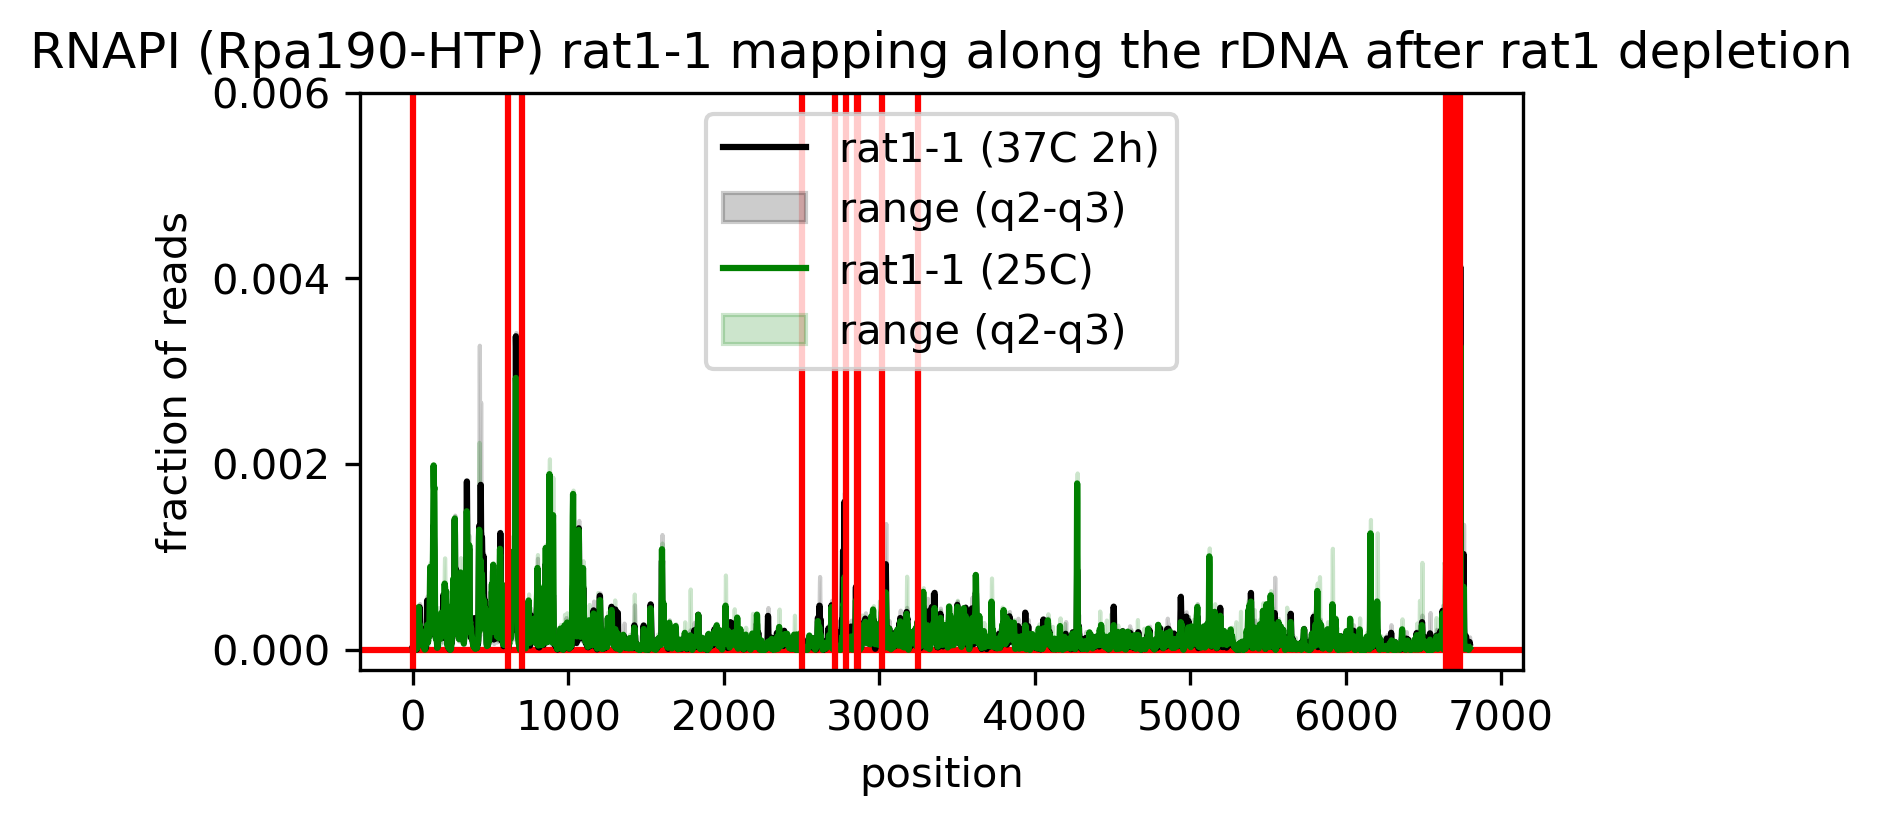 RNAPI (Rpa190-HTP) rat1-1 mapping along the rDNA after rat1 depletion
0.006
0.004
0.002
0.000
fraction of reads
rat1-1 (37C 2h)
range (q2-q3)
rat1-1 (25C)
range (q2-q3)
0 1000 2000 3000 4000 5000 6000 7000
position